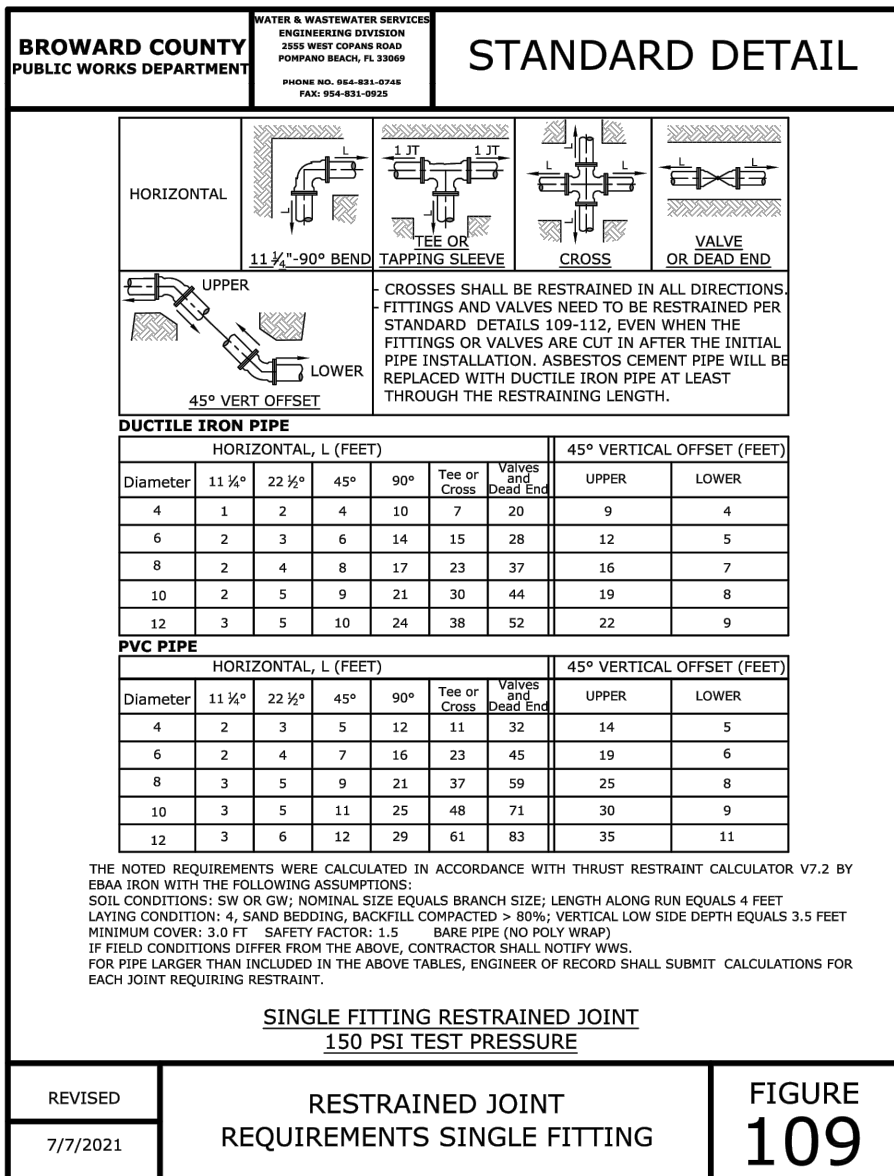 BROWARD COUNTY
PUBLIC WORKS DEPARTMENT
WATER & WASTEWATER SERVICES
ENGINEERING DIVISION
2555 WEST COPANS ROAD
POMPANO BEACH, FL 33069
PHONE NO. 954-831-0745
FAX: 954-831-0925
STANDARD DETAIL
HORIZONTAL
L
L
11 ¼"-90° BEND
1 JT 1 JT
L
TEE OR
TAPPING SLEEVE
L
L L
L
CROSS
L L
VALVE
OR DEAD END
UPPER
LOWER
45° VERT OFFSET
- CROSSES SHALL BE RESTRAINED IN ALL DIRECTIONS.
- FITTINGS AND VALVES NEED TO BE RESTRAINED PER
STANDARD DETAILS 109-112, EVEN WHEN THE
FITTINGS OR VALVES ARE CUT IN AFTER THE INITIAL
PIPE INSTALLATION. ASBESTOS CEMENT PIPE WILL BE
REPLACED WITH DUCTILE IRON PIPE AT LEAST
THROUGH THE RESTRAINING LENGTH.
DUCTILE IRON PIPE
HORIZONTAL, L (FEET) 45° VERTICAL OFFSET (FEET)
Diameter 11 ¼° 22 ½° 45° 90° Tee or Cross Valves and Dead End UPPER LOWER
4 1 2 4 10 7 20 9 4
6 2 3 6 14 15 28 12 5
8 2 4 8 17 23 37 16 7
10 2 5 9 21 30 44 19 8
12 3 5 10 24 38 52 22 9
PVC PIPE
HORIZONTAL, L (FEET) 45° VERTICAL OFFSET (FEET)
Diameter 11 ¼° 22 ½° 45° 90° Tee or Cross Valves and Dead End UPPER LOWER
4 2 3 5 12 11 32 14 5
6 2 4 7 16 23 45 19 6
8 3 5 9 21 37 59 25 8
10 3 5 11 25 48 71 30 9
12 3 6 12 29 61 83 35 11
THE NOTED REQUIREMENTS WERE CALCULATED IN ACCORDANCE WITH THRUST RESTRAINT CALCULATOR V7.2 BY
EBAA IRON WITH THE FOLLOWING ASSUMPTIONS:
SOIL CONDITIONS: SW OR GW; NOMINAL SIZE EQUALS BRANCH SIZE; LENGTH ALONG RUN EQUALS 4 FEET
LAYING CONDITION: 4, SAND BEDDING, BACKFILL COMPACTED > 80%; VERTICAL LOW SIDE DEPTH EQUALS 3.5 FEET
MINIMUM COVER: 3.0 FT SAFETY FACTOR: 1.5 BARE PIPE (NO POLY WRAP)
IF FIELD CONDITIONS DIFFER FROM THE ABOVE, CONTRACTOR SHALL NOTIFY WWS.
FOR PIPE LARGER THAN INCLUDED IN THE ABOVE TABLES, ENGINEER OF RECORD SHALL SUBMIT CALCULATIONS FOR
EACH JOINT REQUIRING RESTRAINT.
SINGLE FITTING RESTRAINED JOINT
150 PSI TEST PRESSURE
REVISED
7/7/2021
RESTRAINED JOINT
REQUIREMENTS SINGLE FITTING
FIGURE
109